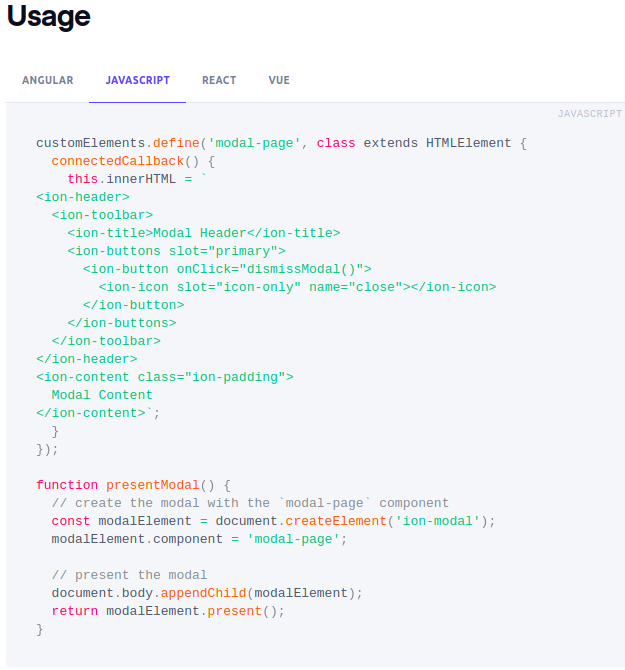 Usage
ANGULAR JAVASCRIPT REACT VUE
JAVASCRIPT
customElements.define('modal-page', class extends HTMLElement {
  connectedCallback() {
    this.innerHTML = `
<ion-header>
  <ion-toolbar>
    <ion-title>Modal Header</ion-title>
    <ion-buttons slot="primary">
      <ion-button onClick="dismissModal()">
        <ion-icon slot="icon-only" name="close"></ion-icon>
      </ion-button>
    </ion-buttons>
  </ion-toolbar>
</ion-header>
<ion-content class="ion-padding">
  Modal Content
</ion-content>`;
  }
});
function presentModal() {
  // create the modal with the `modal-page` component
  const modalElement = document.createElement('ion-modal');
  modalElement.component = 'modal-page';
  // present the modal
  document.body.appendChild(modalElement);
  return modalElement.present();
}